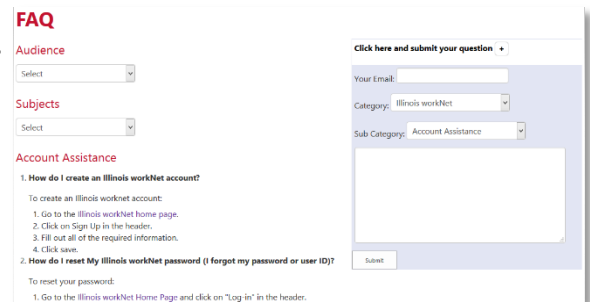 FAQ
Audience
Select
Subjects
Select
Account Assistance
1. How do I create an Illinois workNet account?
To create an Illinois worknet account:
1. Go to the Illinois workNet home page.
2. Click on Sign Up in the header.
3. Fill out all of the required information.
4. Click save.
2. How do I reset My Illinois workNet password (I forgot my password or user ID)?
To reset your password:
1. Go to the Illinois workNet Home Page and click on "Log-in" in the header.
Click here and submit your question +
Your Email:
Category: Illinois workNet
Sub Category: Account Assistance
Submit